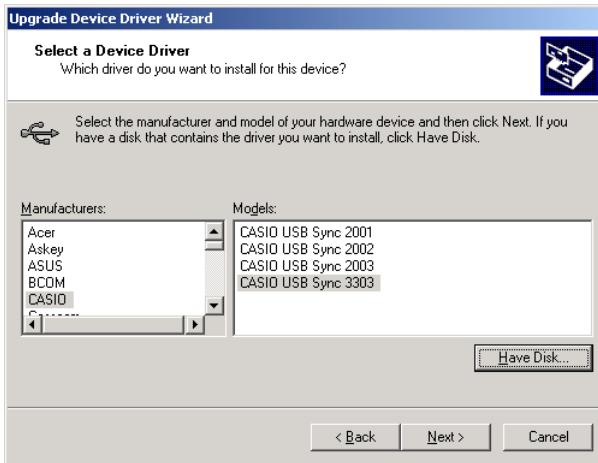 Upgrade Device Driver Wizard
Select a Device Driver
Which driver do you want to install for this device?
Select the manufacturer and model of your hardware device and then click Next. If you
have a disk that contains the driver you want to install, click Have Disk.
Manufacturers:
Acer
Askey
ASUS
BCOM
CASIO
Models:
CASIO USB Sync 2001
CASIO USB Sync 2002
CASIO USB Sync 2003
CASIO USB Sync 3303
Have Disk...
< Back
Next >
Cancel